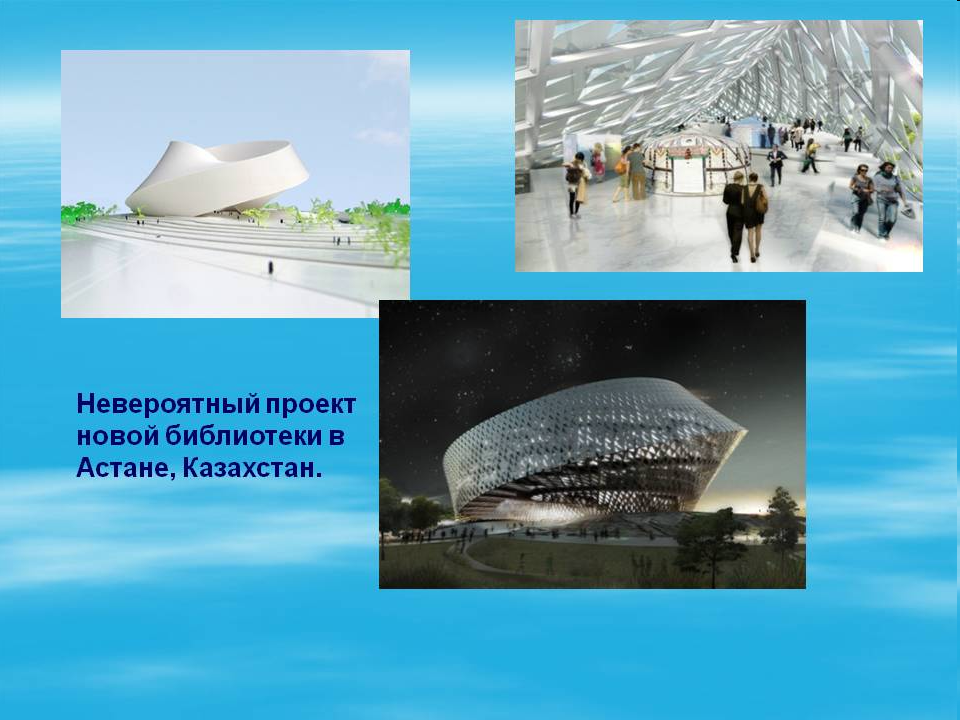 Невероятный проект
новой библиотеки в
Астане, Казахстан.